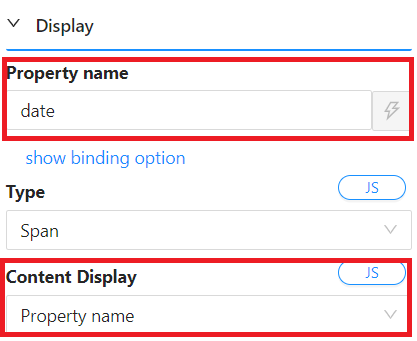 Display
Property name
date
show binding option
Type
JS
Span
Content Display
JS
Property name